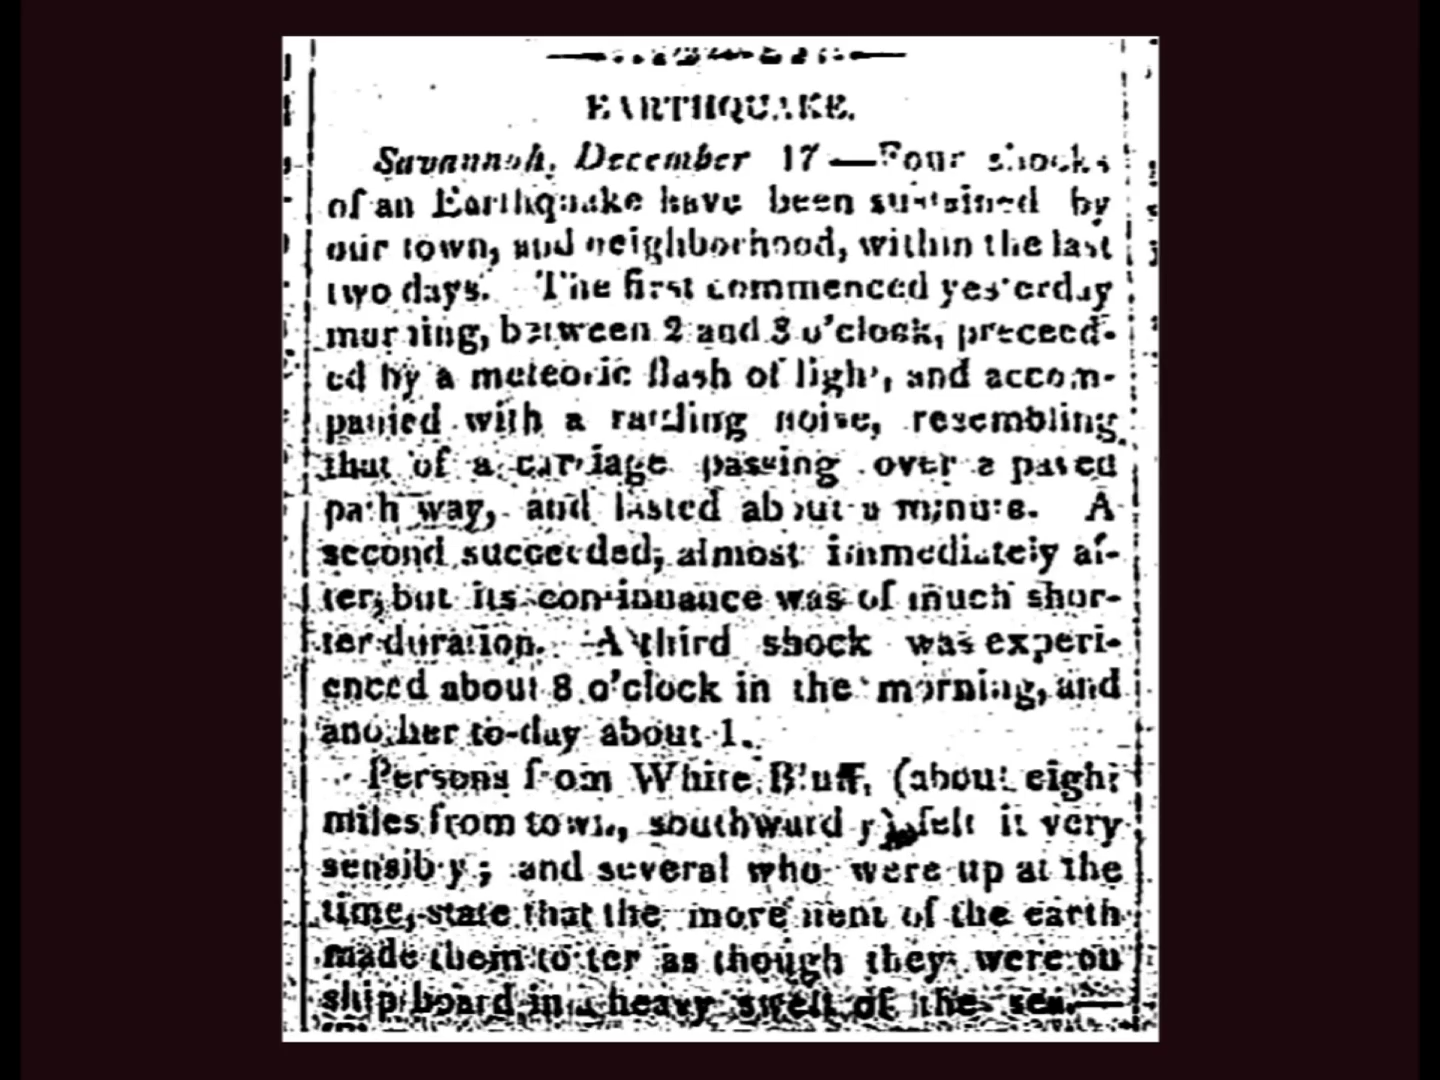 EARTHQUAKE.
Savannah, December 17—Four shocks
of an Earthquake have been sustained by
our town, and neighborhood, within the last
two days. The first commenced yesterday
morning, between 2 and 3 o'clock, preceed-
ed by a meteoric flash of light, and accom-
panied with a rattling noise, resembling
that of a carriage passing over a paved
path way, and lasted about a minute. A
second succeeded, almost immediately af-
ter, but its continuance was of much shor-
ter duration. A third shock was experi-
enced about 8 o'clock in the morning, and
another to-day about 1.
Persons from White Bluff, (about eight
miles from town, southwardly) felt it very
sensibly; and several who were up at the
time, state that the movement of the earth
made them totter as though they were on
ship board in a heavy swell of the sea.—